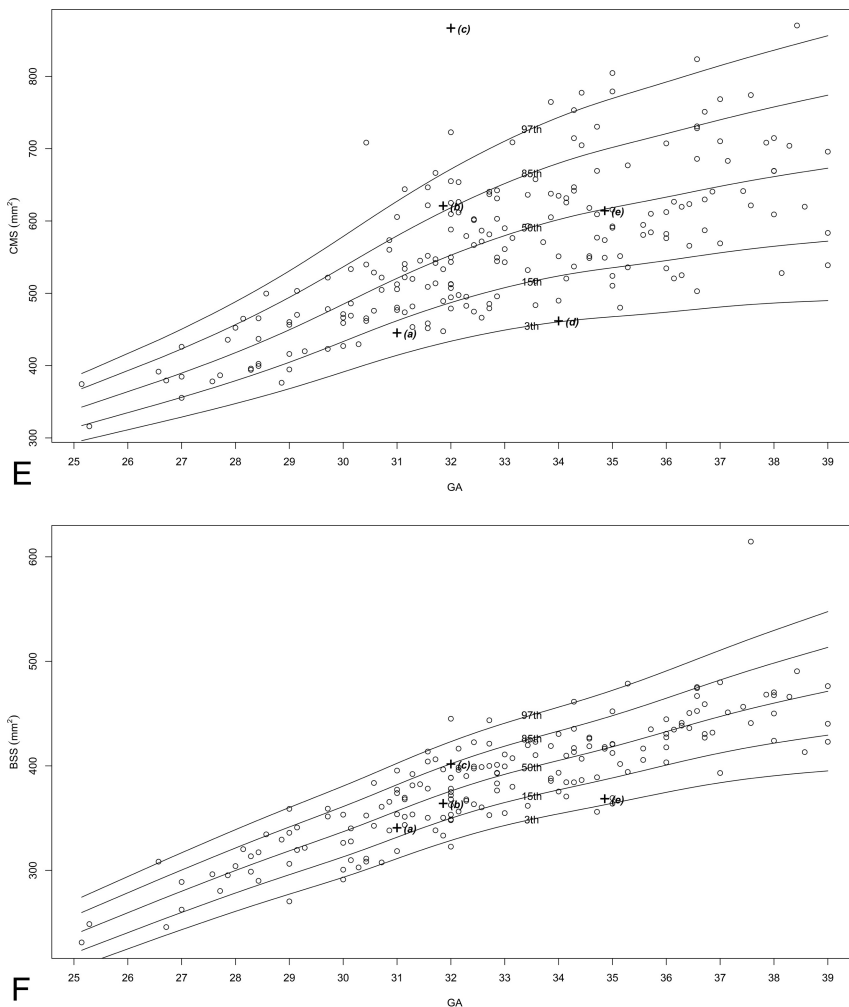 800
700
600
500
400
300
CMS (mm²)
(c)
97th
85th
(b)
(e)
50th
15th
(a)
3th
(d)
25 26 27 28 29 30 31 32 33 34 35 36 37 38 39
GA
E
600
500
400
300
BSS (mm²)
97th
85th
(c)
50th
(b)
15th
(e)
(a)
3th
25 26 27 28 29 30 31 32 33 34 35 36 37 38 39
GA
F